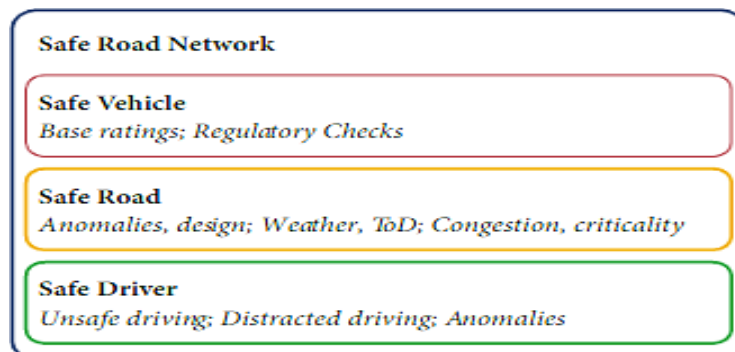 Safe Road Network
Safe Vehicle
Base ratings; Regulatory Checks
Safe Road
Anomalies, design; Weather, ToD; Congestion, criticality
Safe Driver
Unsafe driving; Distracted driving; Anomalies